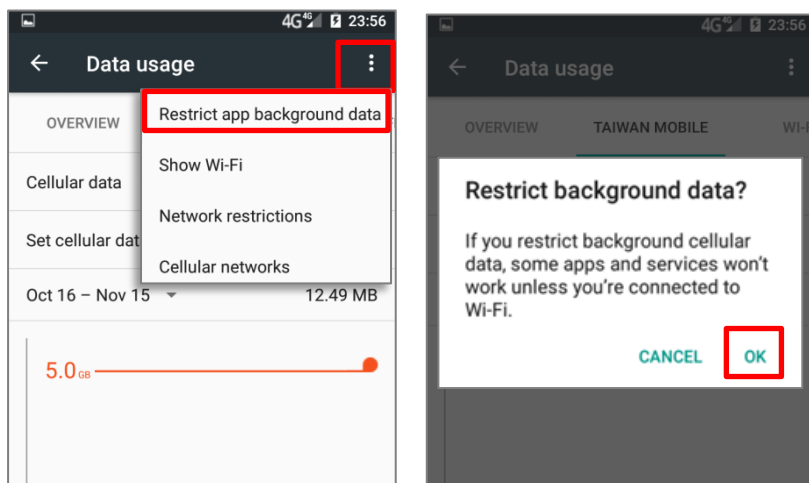 4G 4G 23:56
Data usage
OVERVIEW
Restrict app background data
Show Wi-Fi
Cellular data
Network restrictions
Set cellular dat
Cellular networks
Oct 16 – Nov 15
12.49 MB
5.0 GB
4G 4G 23:56
Data usage
OVERVIEW
TAIWAN MOBILE
WI-F
Restrict background data?
If you restrict background cellular
data, some apps and services won't
work unless you're connected to
Wi-Fi.
CANCEL
OK